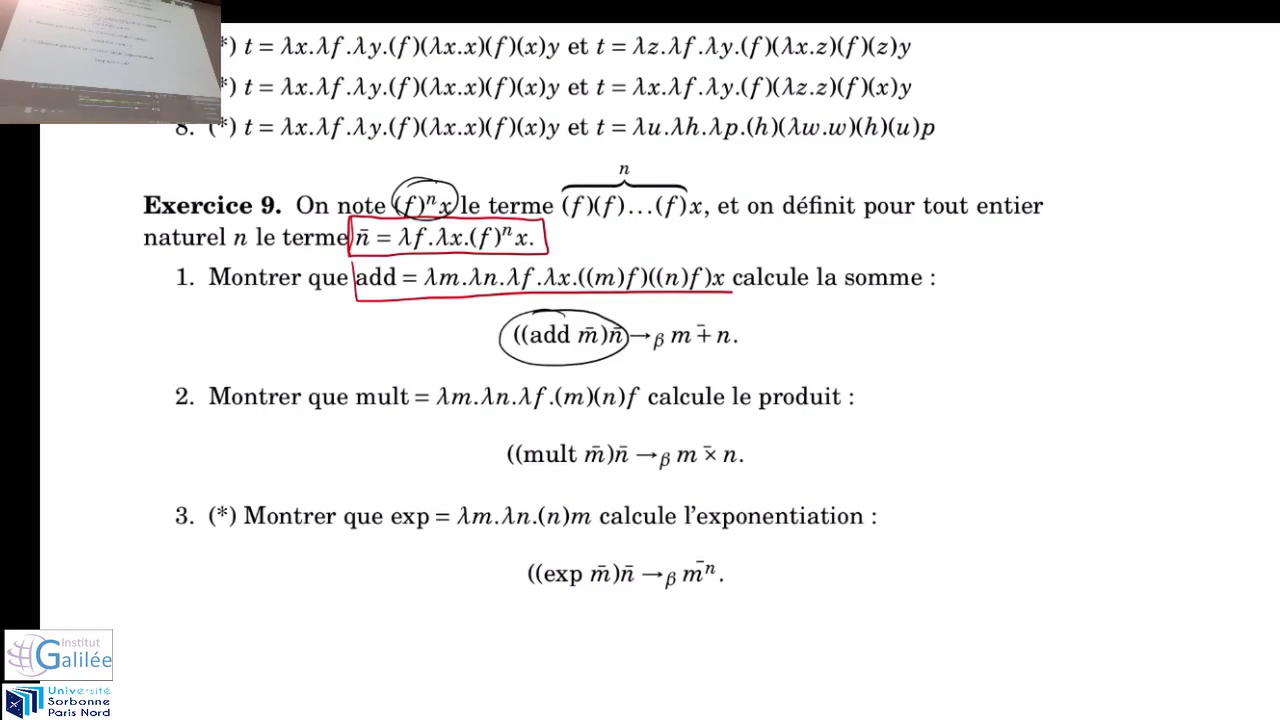 *) t = λx.λf.λy.(f)(λx.x)(f)(x)y et t = λz.λf.λy.(f)(λx.z)(f)(z)y
*) t = λx.λf.λy.(f)(λx.x)(f)(x)y et t = λx.λf.λy.(f)(λz.z)(f)(x)y
8. (*) t = λx.λf.λy.(f)(λx.x)(f)(x)y et t = λu.λh.λp.(h)(λw.w)(h)(u)p
n
Exercice 9. On note (f)ⁿx le terme (f)(f)...(f)x, et on définit pour tout entier
naturel n le terme n̄ = λf.λx.(f)ⁿx.
1. Montrer que add = λm.λn.λf.λx.((m)f)((n)f)x calcule la somme :
((add m̄)n̄ →β m +̄ n.
2. Montrer que mult = λm.λn.λf.(m)(n)f calcule le produit :
((mult m̄)n̄ →β m ×̄ n.
3. (*) Montrer que exp = λm.λn.(n)m calcule l'exponentiation :
((exp m̄)n̄ →β m̄ⁿ.
Institut
Galilée
Université
Sorbonne
Paris Nord